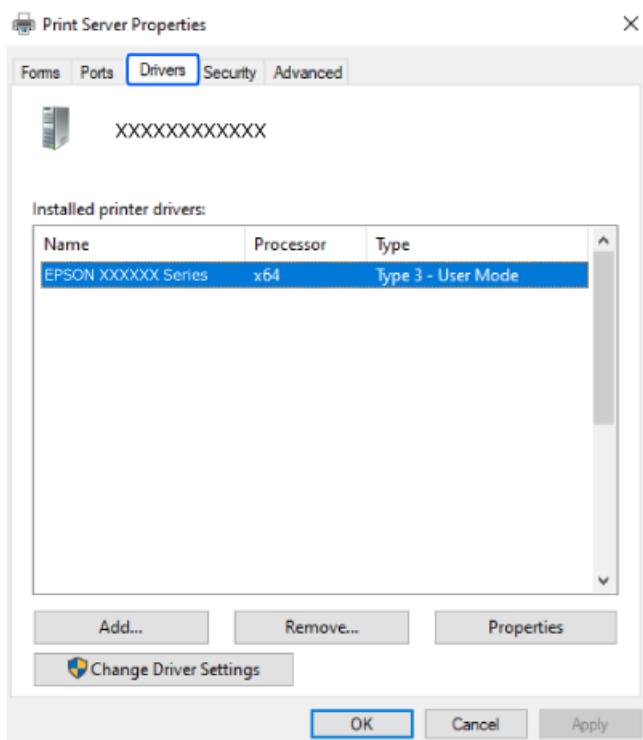 Print Server Properties
Forms Ports Drivers Security Advanced
XXXXXXXXXXXX
Installed printer drivers:
Name Processor Type
EPSON XXXXXX Series x64 Type 3 - User Mode
Add... Remove... Properties
Change Driver Settings
OK Cancel Apply